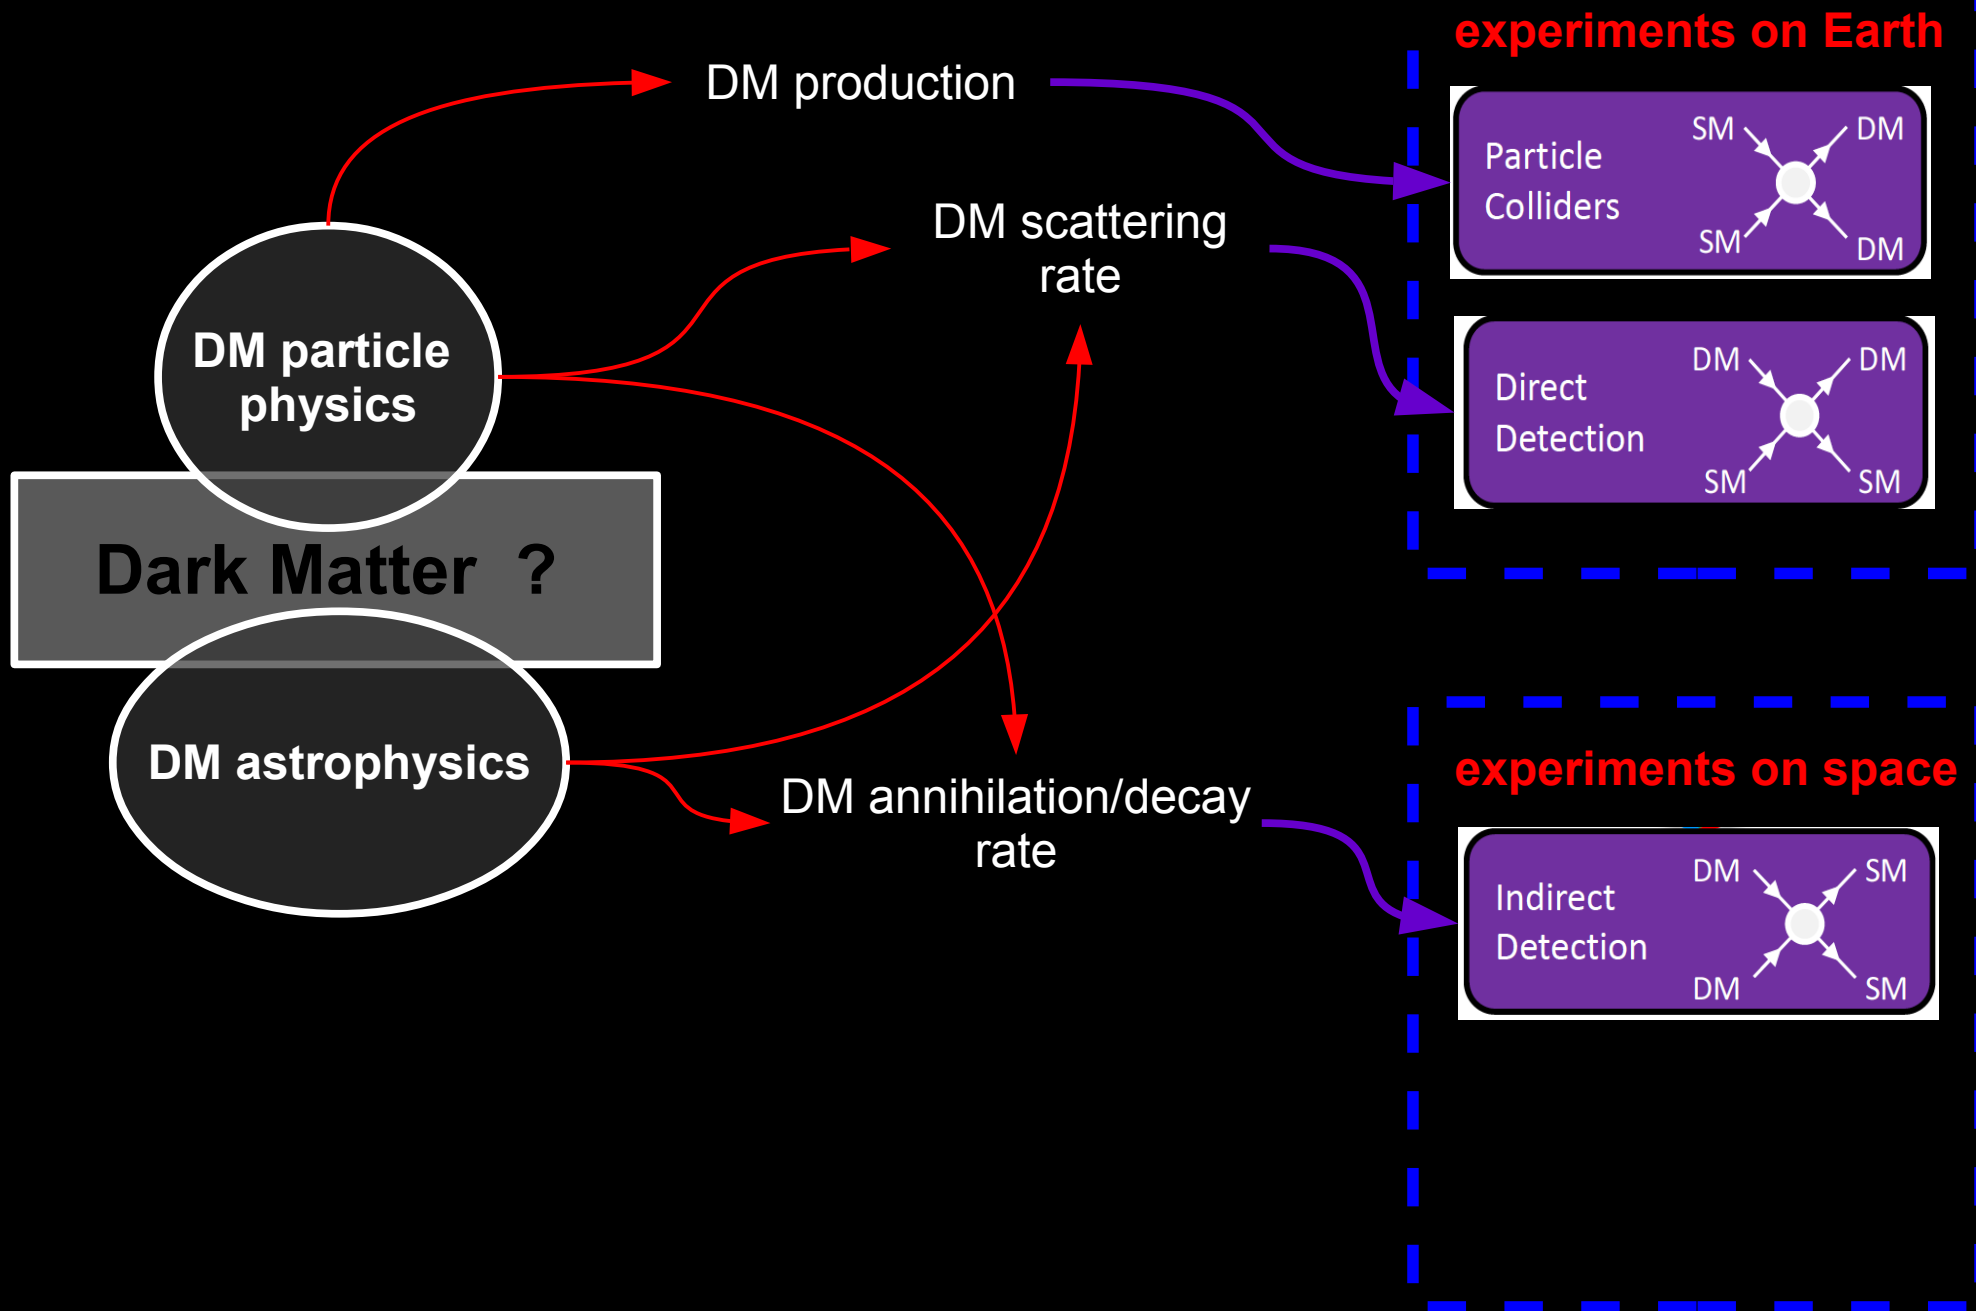 experiments on Earth
DM production
Particle
Colliders
SM
DM
SM
DM
DM scattering
rate
DM particle
physics
Direct
Detection
DM
DM
SM
SM
Dark Matter ?
DM astrophysics
DM annihilation/decay
rate
experiments on space
Indirect
Detection
DM
SM
DM
SM